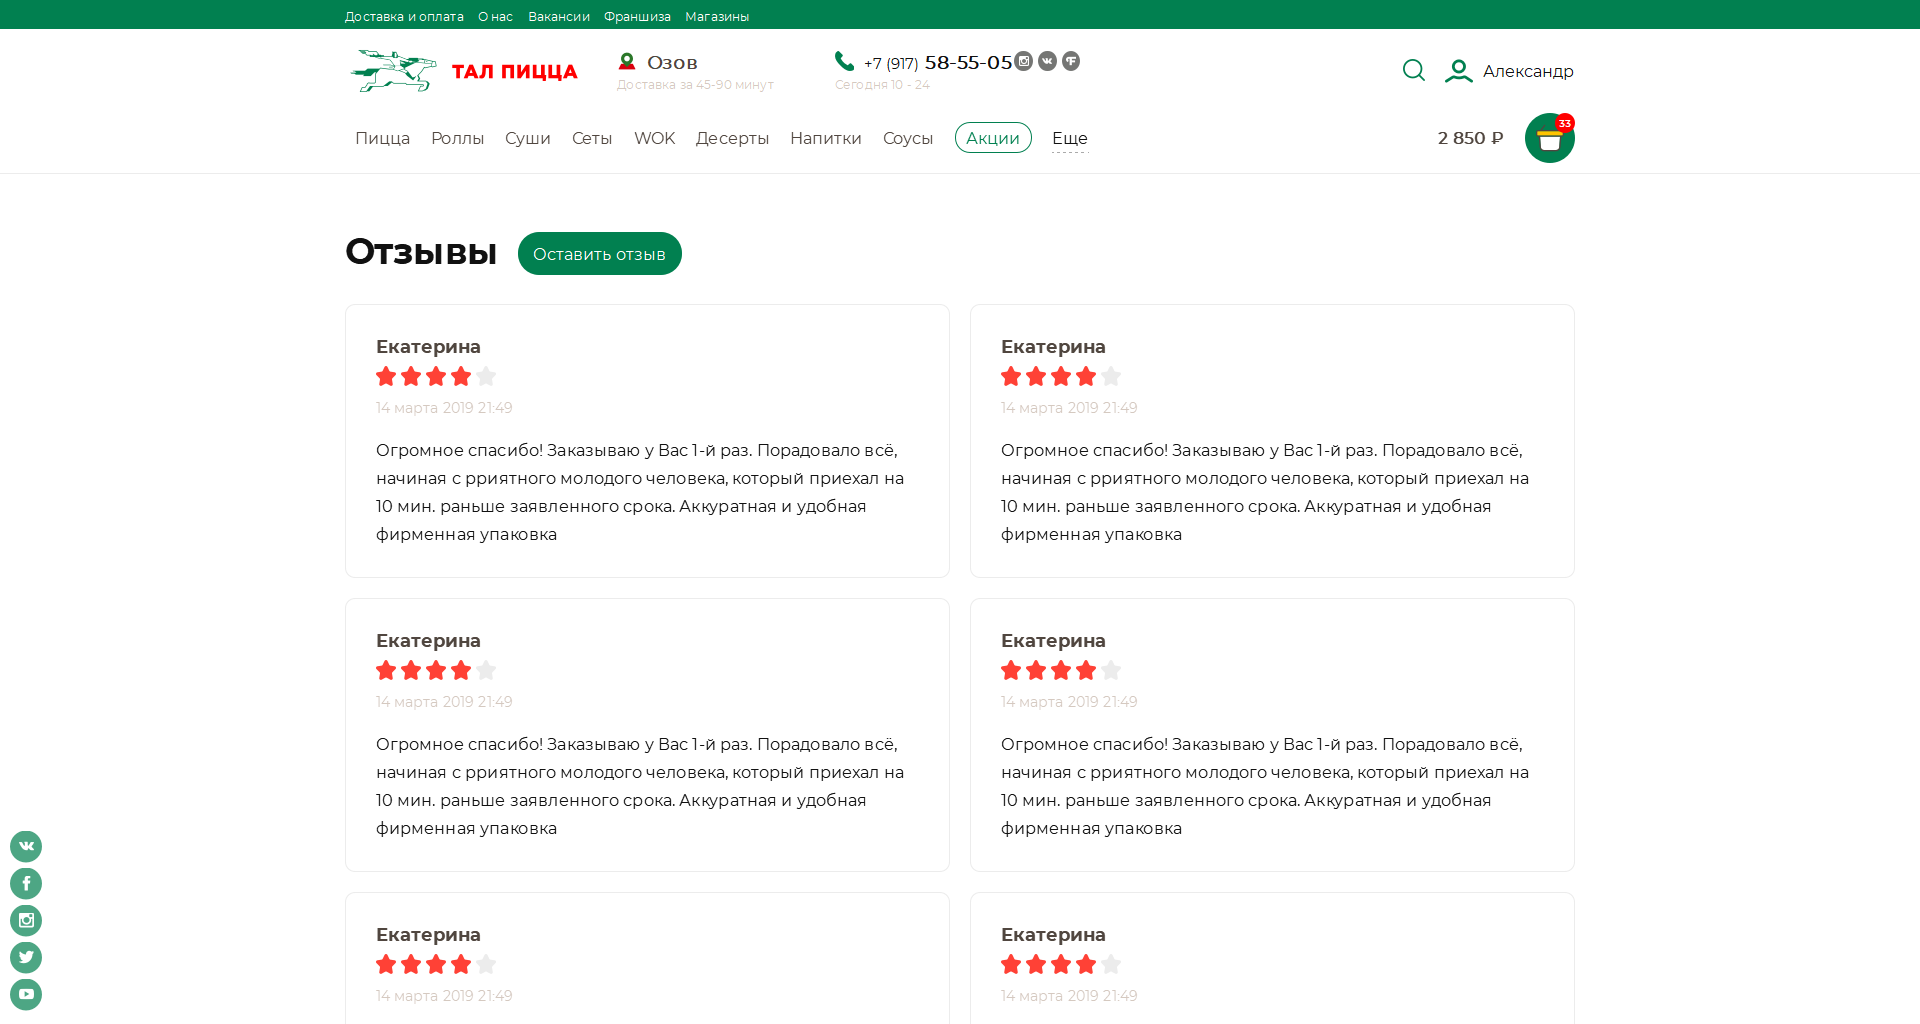 Доставка и оплата О нас Вакансии Франшиза Магазины
ТАЛ ПИЦЦА
Озов
Доставка за 45-90 минут
+7 (917) 58-55-05
Сегодня 10 - 24
Александр
Пицца Роллы Суши Сеты WOK Десерты Напитки Соусы Акции Еще
2 850 ₽
33
Отзывы
Оставить отзыв
Екатерина
14 марта 2019 21:49
Огромное спасибо! Заказываю у Вас 1-й раз. Порадовало всё,
начиная с рриятного молодого человека, который приехал на
10 мин. раньше заявленного срока. Аккуратная и удобная
фирменная упаковка
Екатерина
14 марта 2019 21:49
Огромное спасибо! Заказываю у Вас 1-й раз. Порадовало всё,
начиная с рриятного молодого человека, который приехал на
10 мин. раньше заявленного срока. Аккуратная и удобная
фирменная упаковка
Екатерина
14 марта 2019 21:49
Огромное спасибо! Заказываю у Вас 1-й раз. Порадовало всё,
начиная с рриятного молодого человека, который приехал на
10 мин. раньше заявленного срока. Аккуратная и удобная
фирменная упаковка
Екатерина
14 марта 2019 21:49
Огромное спасибо! Заказываю у Вас 1-й раз. Порадовало всё,
начиная с рриятного молодого человека, который приехал на
10 мин. раньше заявленного срока. Аккуратная и удобная
фирменная упаковка
Екатерина
14 марта 2019 21:49
Екатерина
14 марта 2019 21:49